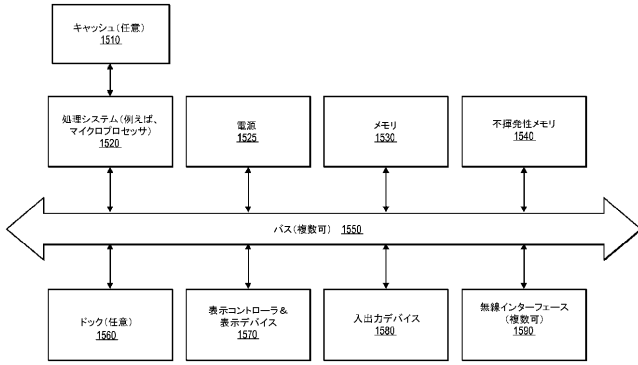 キャッシュ(任意)
1510
処理システム(例えば、
マイクロプロセッサ)
1520
電源
1525
メモリ
1530
不揮発性メモリ
1540
バス(複数可) 1550
ドック(任意)
1560
表示コントローラ&
表示デバイス
1570
入出力デバイス
1580
無線インターフェース
(複数可)
1590